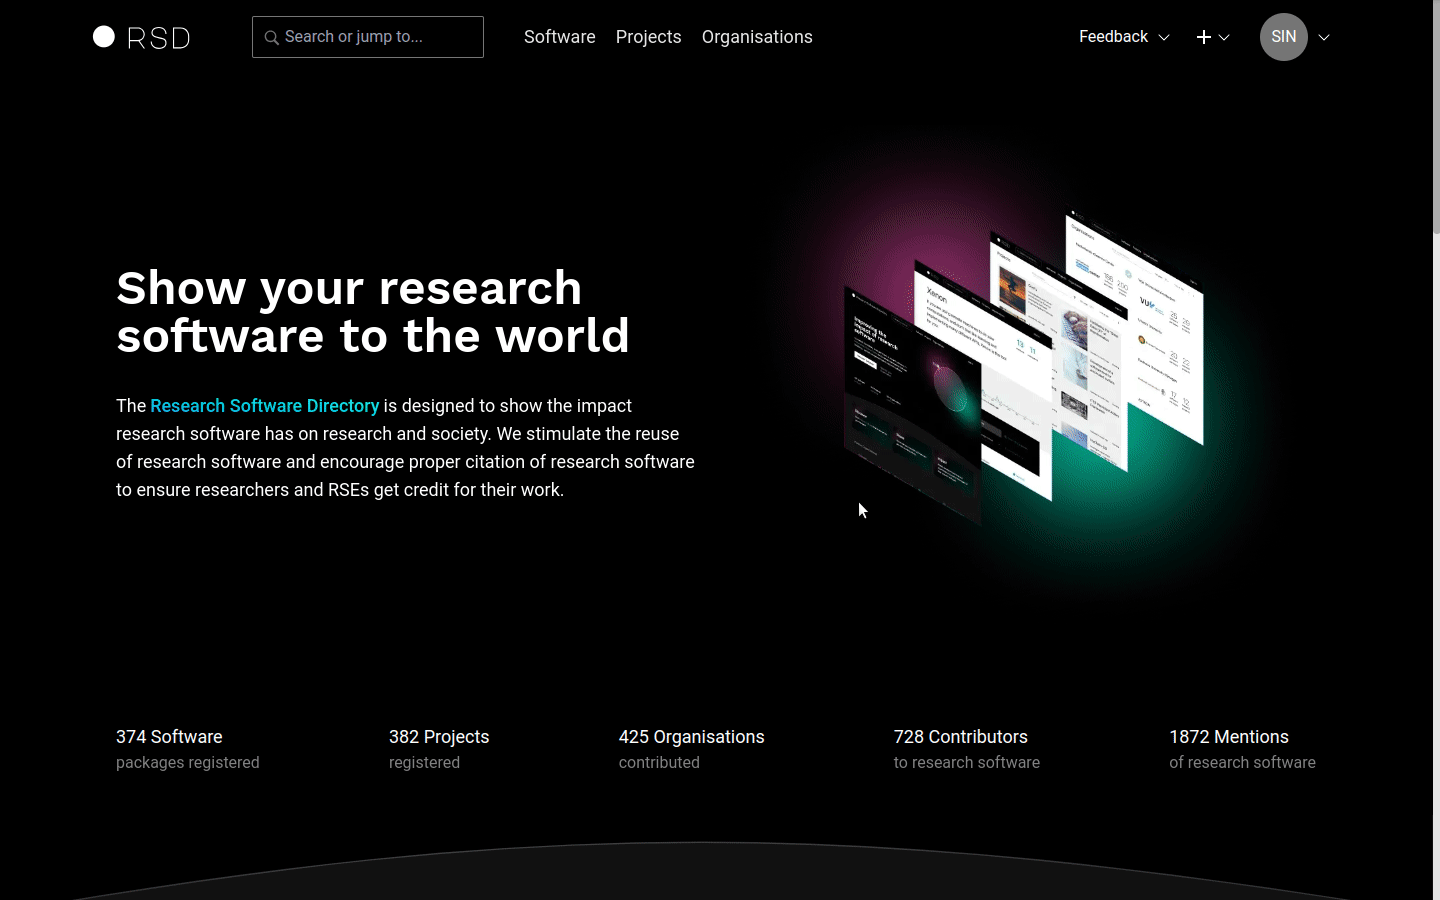 RSD
Search or jump to...
Software
Projects
Organisations
Feedback
SIN
Show your research
software to the world
The Research Software Directory is designed to show the impact
research software has on research and society. We stimulate the reuse
of research software and encourage proper citation of research software
to ensure researchers and RSEs get credit for their work.
Xenon
374 Software
packages registered
382 Projects
registered
425 Organisations
contributed
728 Contributors
to research software
1872 Mentions
of research software